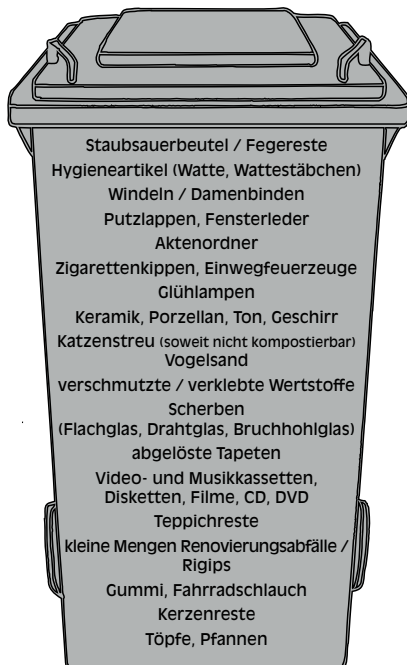 Staubsauerbeutel / Fegereste
Hygieneartikel (Watte, Wattestäbchen)
Windeln / Damenbinden
Putzlappen, Fensterleder
Aktenordner
Zigarettenkippen, Einwegfeuerzeuge
Glühlampen
Keramik, Porzellan, Ton, Geschirr
Katzenstreu (soweit nicht kompostierbar)
Vogelsand
verschmutzte / verklebte Wertstoffe
Scherben
(Flachglas, Drahtglas, Bruchhohlglas)
abgelöste Tapeten
Video- und Musikkassetten,
Disketten, Filme, CD, DVD
Teppichreste
kleine Mengen Renovierungsabfälle /
Rigips
Gummi, Fahrradschlauch
Kerzenreste
Töpfe, Pfannen